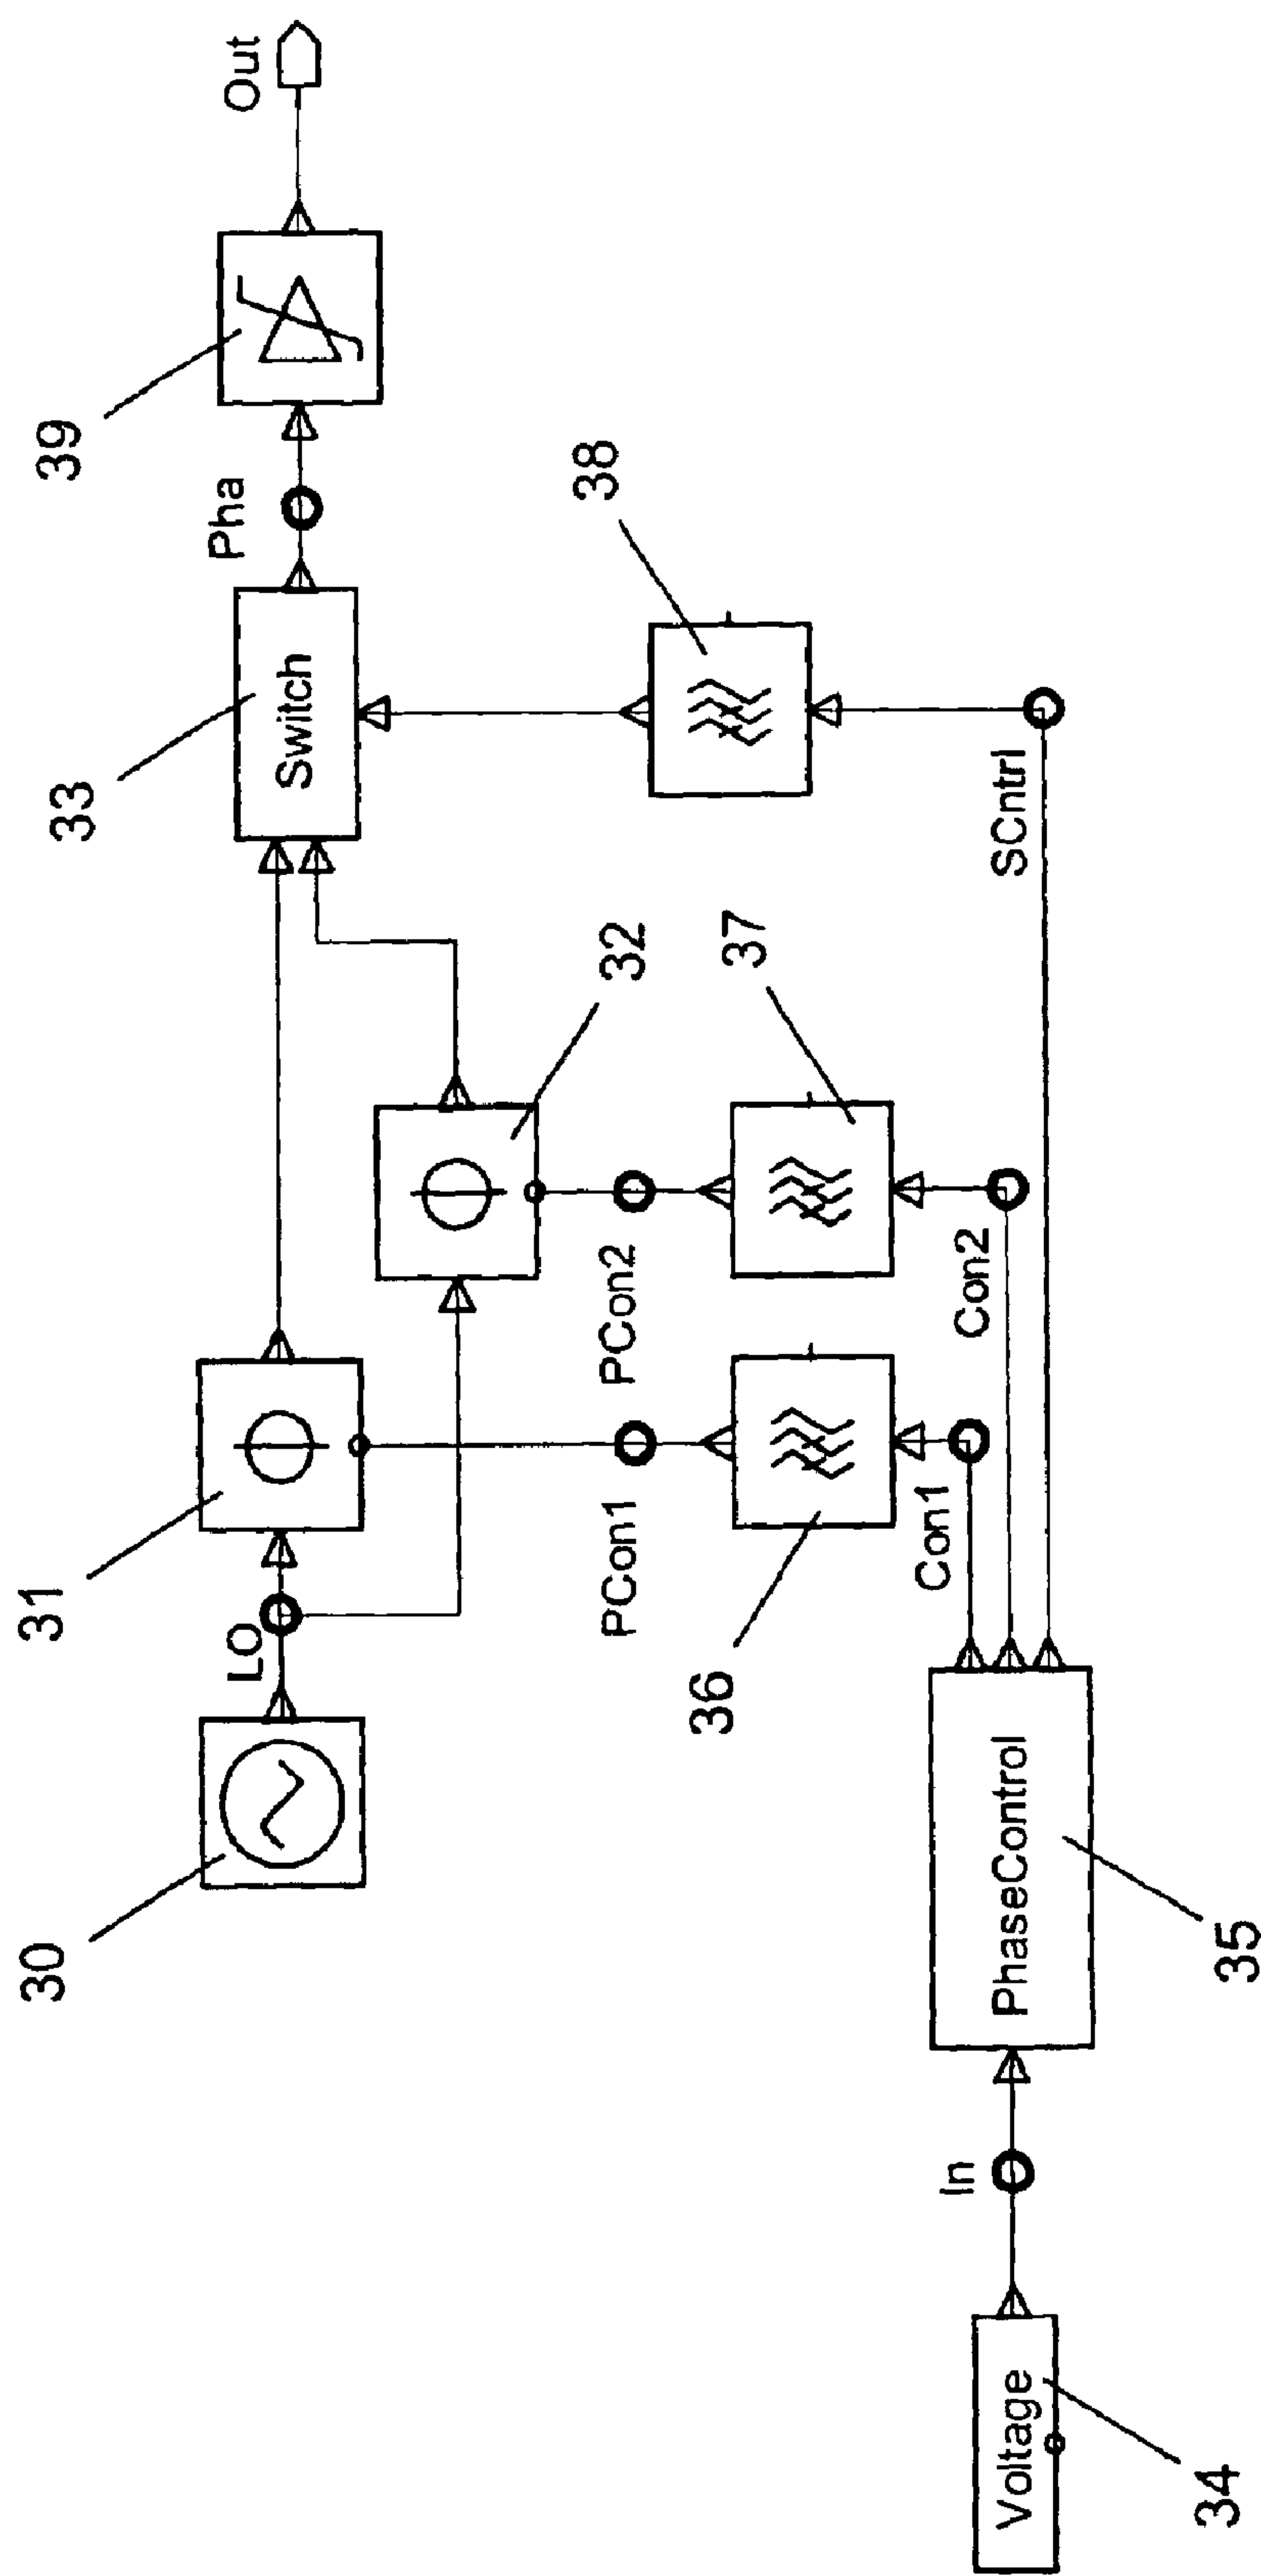 Out
39
Pha
33
Switch
38
SCntrl
32
37
31
LO
PCon2
Con2
PCon1
36
Con1
30
PhaseControl
35
In
Voltage
34